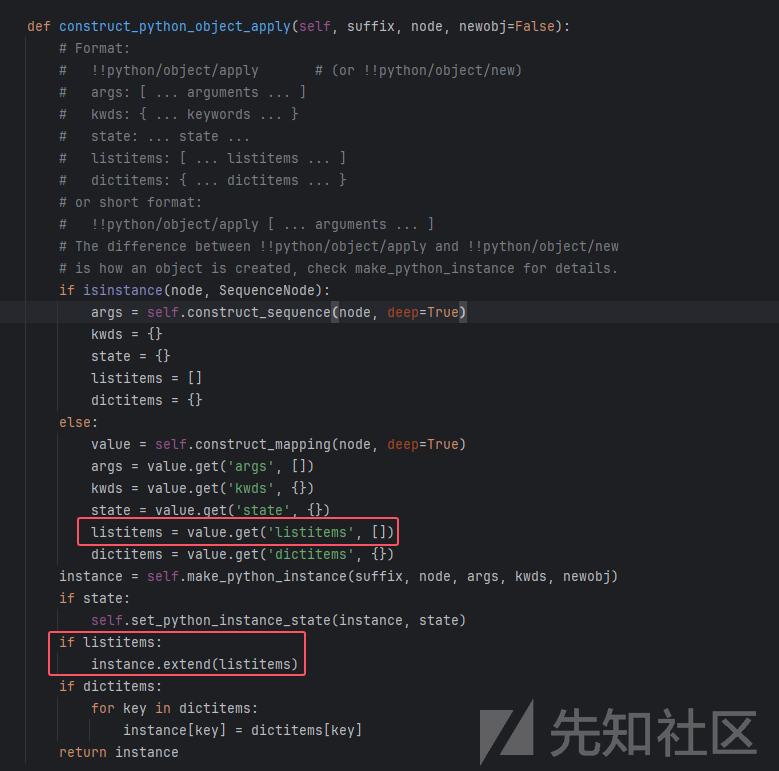 def construct_python_object_apply(self, suffix, node, newobj=False):
    # Format:
    #   !!python/object/apply       # (or !!python/object/new)
    #   args: [ ... arguments ... ]
    #   kwds: { ... keywords ... }
    #   state: ... state ...
    #   listitems: [ ... listitems ... ]
    #   dictitems: { ... dictitems ... }
    # or short format:
    #   !!python/object/apply [ ... arguments ... ]
    # The difference between !!python/object/apply and !!python/object/new
    # is how an object is created, check make_python_instance for details.
    if isinstance(node, SequenceNode):
        args = self.construct_sequence(node, deep=True)
        kwds = {}
        state = {}
        listitems = []
        dictitems = {}
    else:
        value = self.construct_mapping(node, deep=True)
        args = value.get('args', [])
        kwds = value.get('kwds', {})
        state = value.get('state', {})
        listitems = value.get('listitems', [])
        dictitems = value.get('dictitems', {})
    instance = self.make_python_instance(suffix, node, args, kwds, newobj)
    if state:
        self.set_python_instance_state(instance, state)
    if listitems:
        instance.extend(listitems)
    if dictitems:
        for key in dictitems:
            instance[key] = dictitems[key]
    return instance
先知社区